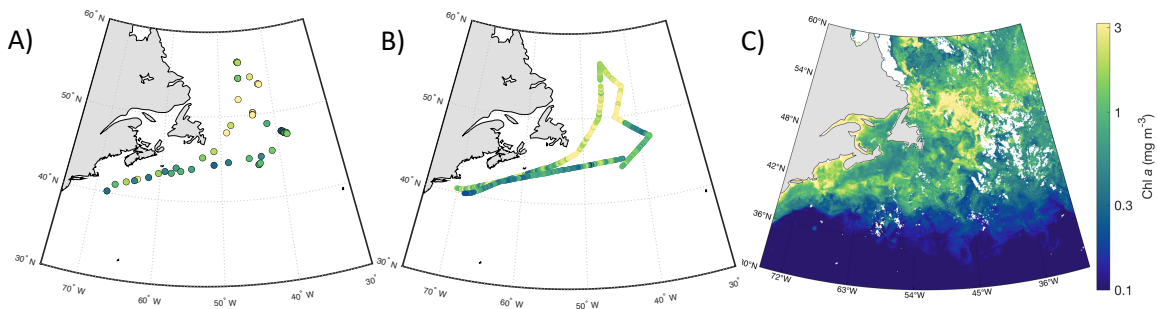 A)
60° N
50° N
40° N
30° N
70° W
60° W
50° W
40° W
30°
B)
60° N
50° N
40° N
30° N
70° W
60° W
50° W
40° W
30°
C)
60°N
54°N
48°N
42°N
36°N
30°N
72°W
63°W
54°W
45°W
36°W
3
1
0.3
0.1
Chl a (mg m⁻³)